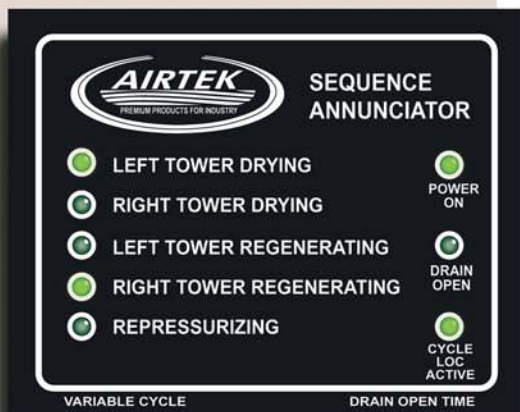 AIRTEK
PREMIUM PRODUCTS FOR INDUSTRY
SEQUENCE
ANNUNCIATOR
LEFT TOWER DRYING
RIGHT TOWER DRYING
LEFT TOWER REGENERATING
RIGHT TOWER REGENERATING
REPRESSURIZING
POWER
ON
DRAIN
OPEN
CYCLE
LOC
ACTIVE
VARIABLE CYCLE
DRAIN OPEN TIME